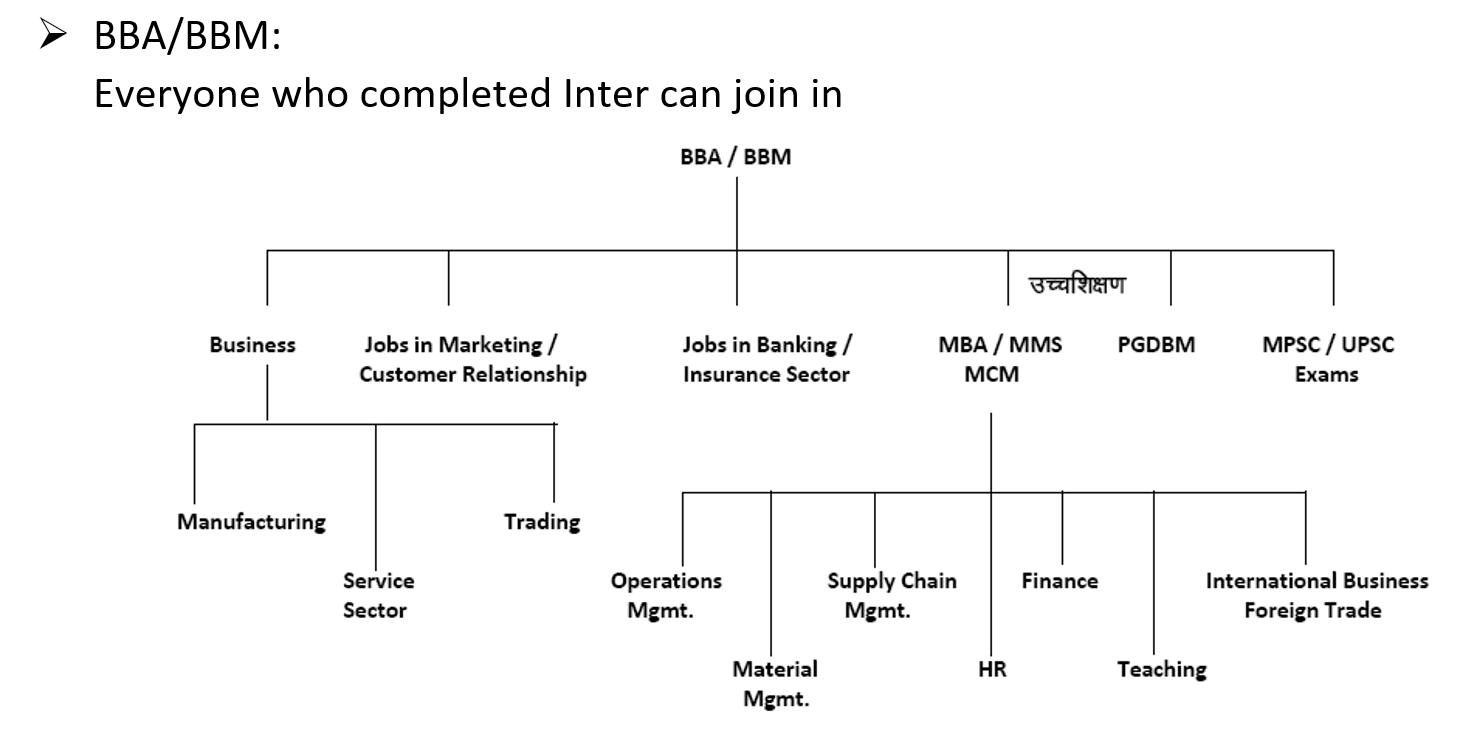 ➢ BBA/BBM:
Everyone who completed Inter can join in
BBA / BBM
उच्चशिक्षण
Business
Jobs in Marketing /
Customer Relationship
Jobs in Banking /
Insurance Sector
MBA / MMS
MCM
PGDBM
MPSC / UPSC
Exams
Manufacturing
Service
Sector
Trading
Operations
Mgmt.
Material
Mgmt.
Supply Chain
Mgmt.
HR
Finance
Teaching
International Business
Foreign Trade